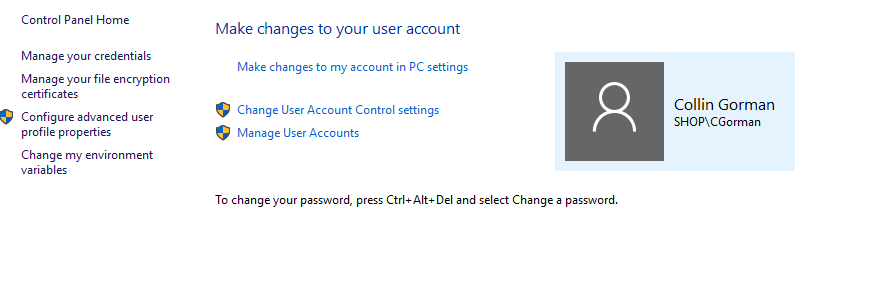 Control Panel Home
Manage your credentials
Manage your file encryption
certificates
Configure advanced user
profile properties
Change my environment
variables
Make changes to your user account
Make changes to my account in PC settings
Change User Account Control settings
Manage User Accounts
Collin Gorman
SHOP\CGorman
To change your password, press Ctrl+Alt+Del and select Change a password.